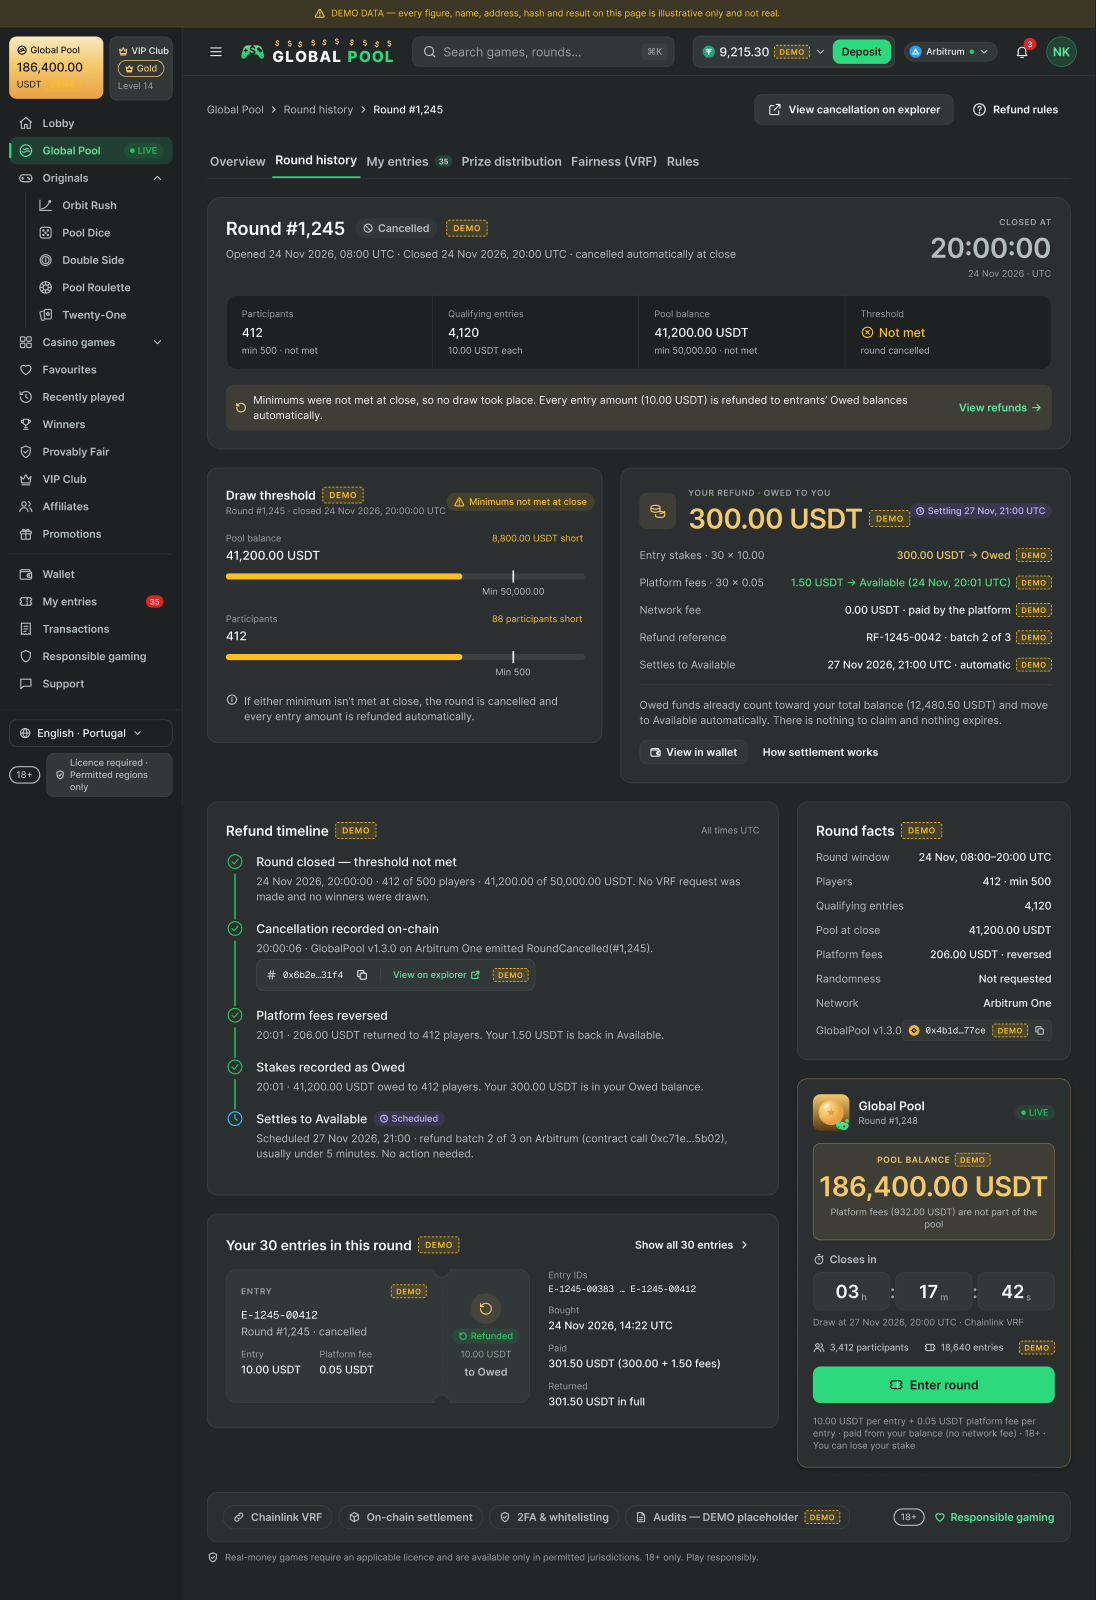 DEMO DATA — every figure, name, address, hash and result on this page is illustrative only and not real.
Global Pool
186,400.00
USDT
VIP Club
Gold
Level 14
GLOBAL POOL
Search games, rounds...
⌘K
9,215.30 DEMO
Deposit
Arbitrum
3
NK
Lobby
Global Pool LIVE
Originals
Orbit Rush
Pool Dice
Double Side
Pool Roulette
Twenty-One
Casino games
Favourites
Recently played
Winners
Provably Fair
VIP Club
Affiliates
Promotions
Wallet
My entries 35
Transactions
Responsible gaming
Support
English · Portugal
18+
Licence required ·
Permitted regions
only
Global Pool > Round history > Round #1,245
View cancellation on explorer
Refund rules
Overview Round history My entries 35 Prize distribution Fairness (VRF) Rules
Round #1,245 Cancelled DEMO
Opened 24 Nov 2026, 08:00 UTC · Closed 24 Nov 2026, 20:00 UTC · cancelled automatically at close
CLOSED AT
20:00:00
24 Nov 2026 · UTC
Participants
412
min 500 · not met
Qualifying entries
4,120
10.00 USDT each
Pool balance
41,200.00 USDT
min 50,000.00 · not met
Threshold
Not met
round cancelled
Minimums were not met at close, so no draw took place. Every entry amount (10.00 USDT) is refunded to entrants’ Owed balances
automatically.
View refunds →
Draw threshold DEMO
Round #1,245 · closed 24 Nov 2026, 20:00:00 UTC
Minimums not met at close
Pool balance
8,800.00 USDT short
41,200.00 USDT
Min 50,000.00
Participants
88 participants short
412
Min 500
If either minimum isn’t met at close, the round is cancelled and
every entry amount is refunded automatically.
YOUR REFUND · OWED TO YOU
300.00 USDT DEMO
Settling 27 Nov, 21:00 UTC
Entry stakes · 30 × 10.00
300.00 USDT → Owed DEMO
Platform fees · 30 × 0.05
1.50 USDT → Available (24 Nov, 20:01 UTC) DEMO
Network fee
0.00 USDT · paid by the platform DEMO
Refund reference
RF-1245-0042 · batch 2 of 3 DEMO
Settles to Available
27 Nov 2026, 21:00 UTC · automatic DEMO
Owed funds already count toward your total balance (12,480.50 USDT) and move
to Available automatically. There is nothing to claim and nothing expires.
View in wallet
How settlement works
Refund timeline DEMO
All times UTC
Round closed — threshold not met
24 Nov 2026, 20:00:00 · 412 of 500 players · 41,200.00 of 50,000.00 USDT. No VRF request was
made and no winners were drawn.
Cancellation recorded on-chain
20:00:06 · GlobalPool v1.3.0 on Arbitrum One emitted RoundCancelled(#1,245).
# 0x6b2e…31f4
View on explorer
DEMO
Platform fees reversed
20:01 · 206.00 USDT returned to 412 players. Your 1.50 USDT is back in Available.
Stakes recorded as Owed
20:01 · 41,200.00 USDT owed to 412 players. Your 300.00 USDT is in your Owed balance.
Settles to Available Scheduled
Scheduled 27 Nov 2026, 21:00 · refund batch 2 of 3 on Arbitrum (contract call 0xc71e…5b02),
usually under 5 minutes. No action needed.
Round facts DEMO
Round window 24 Nov, 08:00–20:00 UTC
Players 412 · min 500
Qualifying entries 4,120
Pool at close 41,200.00 USDT
Platform fees 206.00 USDT · reversed
Randomness Not requested
Network Arbitrum One
GlobalPool v1.3.0 0x4b1d…77ce DEMO
Global Pool
Round #1,248
LIVE
POOL BALANCE DEMO
186,400.00 USDT
Platform fees (932.00 USDT) are not part of the
pool
Closes in
03 h : 17 m : 42 s
Draw at 27 Nov 2026, 20:00 UTC · Chainlink VRF
3,412 participants 18,640 entries DEMO
Enter round
10.00 USDT per entry + 0.05 USDT platform fee per
entry · paid from your balance (no network fee) · 18+ ·
You can lose your stake
Your 30 entries in this round DEMO
Show all 30 entries
ENTRY DEMO
E-1245-00412
Round #1,245 · cancelled
Entry
10.00 USDT
Platform fee
0.05 USDT
Refunded
10.00 USDT
to Owed
Entry IDs
E-1245-00383 … E-1245-00412
Bought
24 Nov 2026, 14:22 UTC
Paid
301.50 USDT (300.00 + 1.50 fees)
Returned
301.50 USDT in full
Chainlink VRF
On-chain settlement
2FA & whitelisting
Audits — DEMO placeholder DEMO
18+
Responsible gaming
Real-money games require an applicable licence and are available only in permitted jurisdictions. 18+ only. Play responsibly.